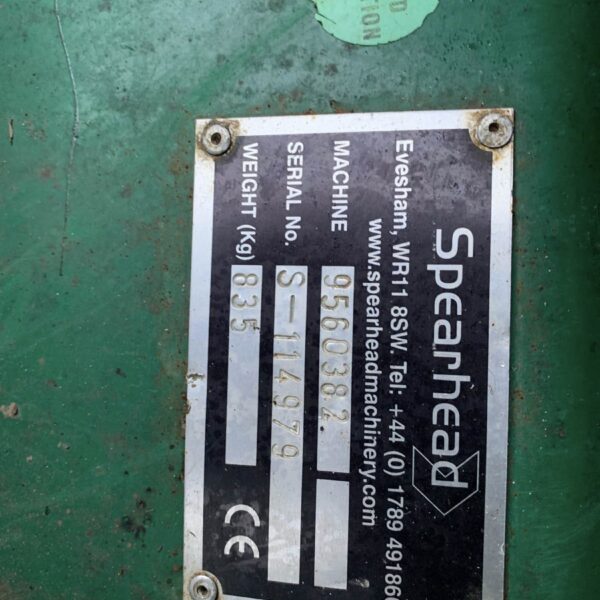 Spearhead
Evesham, WR11 8SW. Tel: +44 (0) 1789 491860
www.spearheadmachinery.com
MACHINE 9560382
SERIAL No. S-114979
WEIGHT (Kg) 835
CE